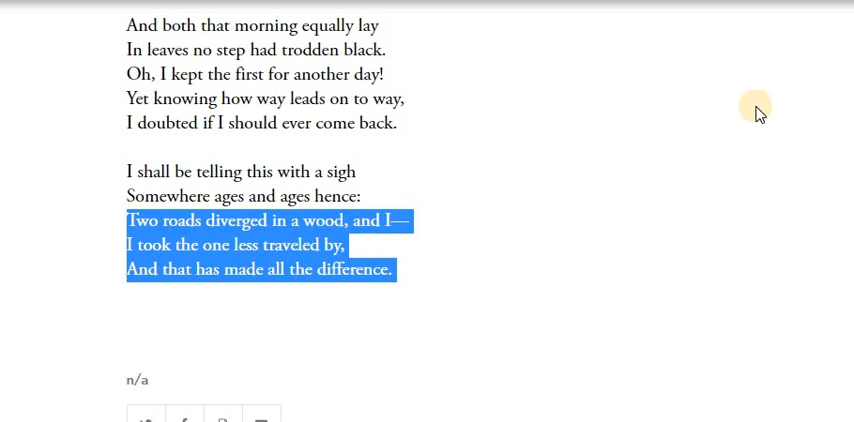 And both that morning equally lay
In leaves no step had trodden black.
Oh, I kept the first for another day!
Yet knowing how way leads on to way,
I doubted if I should ever come back.
I shall be telling this with a sigh
Somewhere ages and ages hence:
Two roads diverged in a wood, and I—
I took the one less traveled by,
And that has made all the difference.
n/a